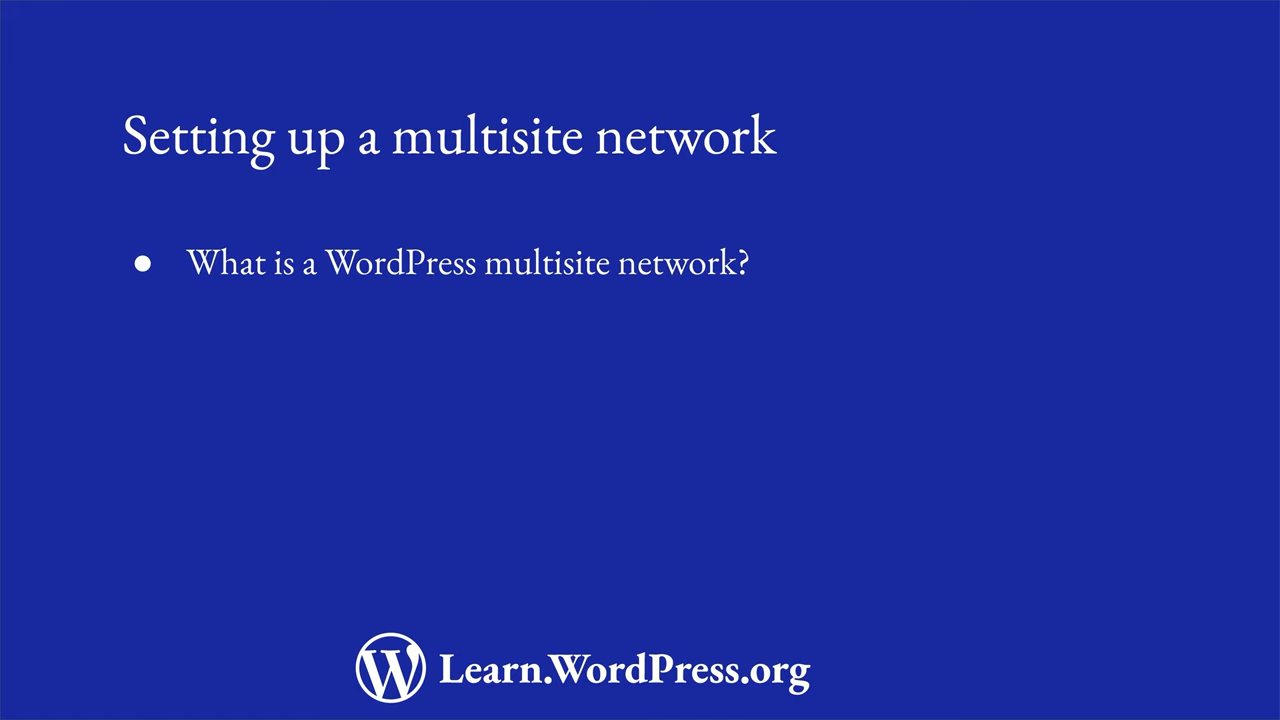 Setting up a multisite network
● What is a WordPress multisite network?
Learn.WordPress.org